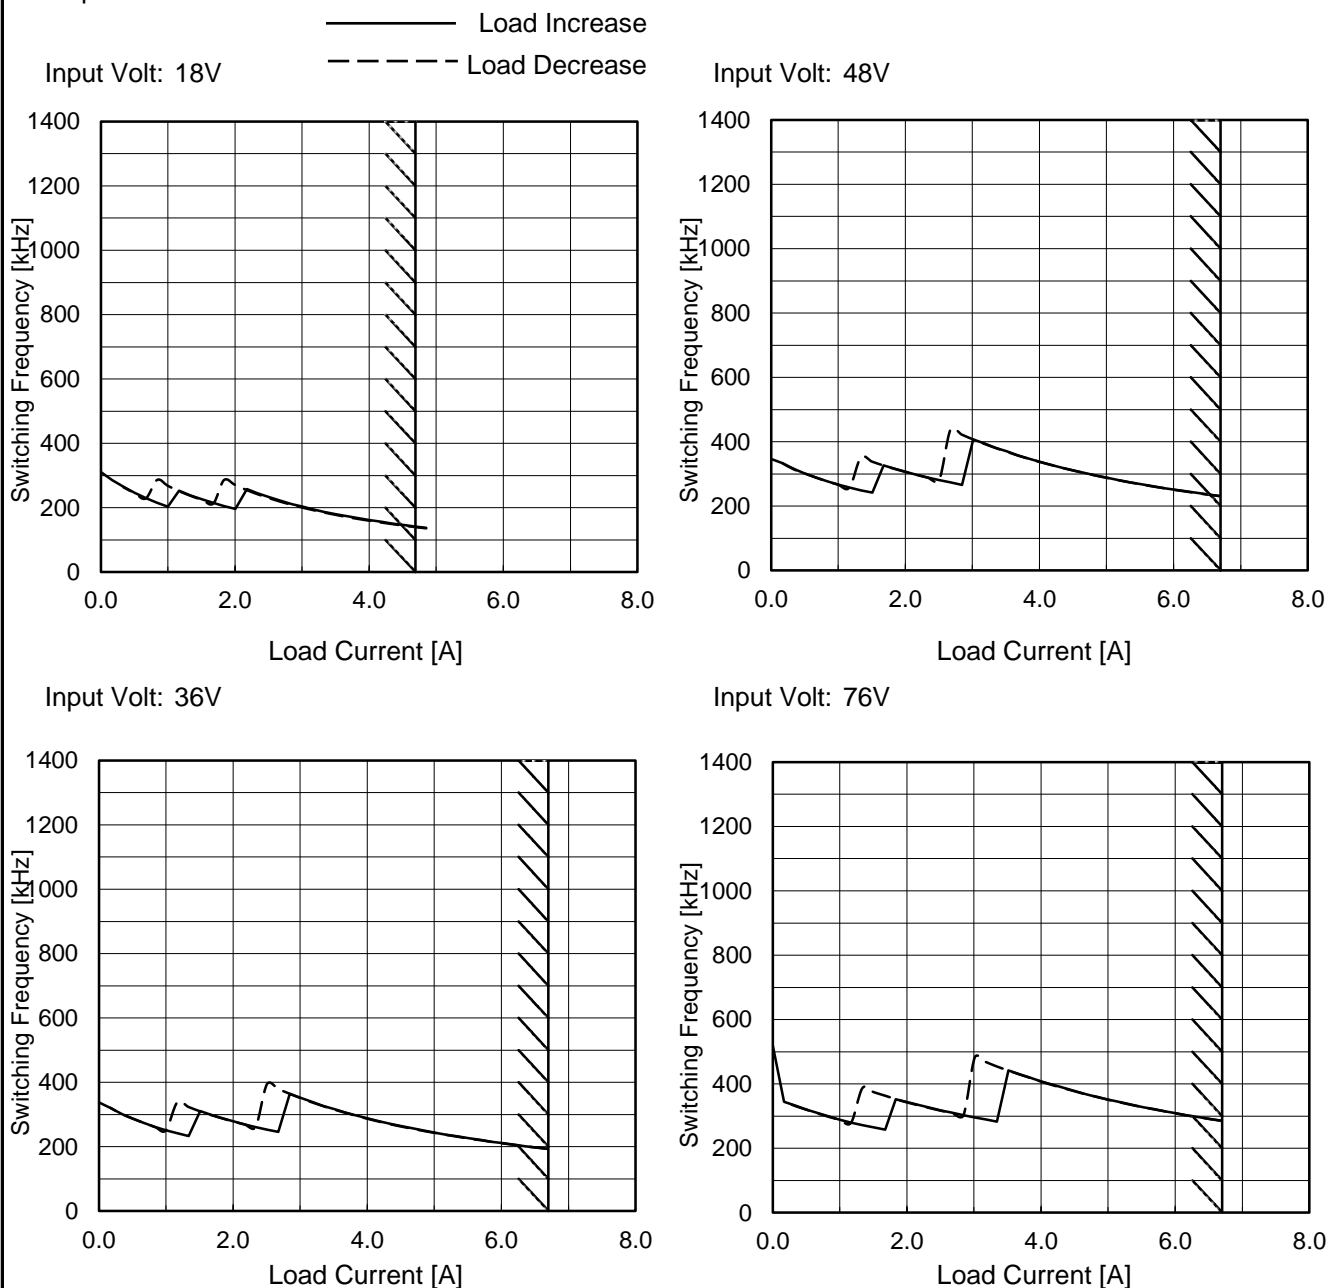 Load Increase
Load Decrease
Input Volt: 18V
1400
1200
1000
800
600
400
200
0
0.0 2.0 4.0 6.0 8.0
Switching Frequency [kHz]
Load Current [A]
Input Volt: 48V
1400
1200
1000
800
600
400
200
0
0.0 2.0 4.0 6.0 8.0
Switching Frequency [kHz]
Load Current [A]
Input Volt: 36V
1400
1200
1000
800
600
400
200
0
0.0 2.0 4.0 6.0 8.0
Switching Frequency [kHz]
Load Current [A]
Input Volt: 76V
1400
1200
1000
800
600
400
200
0
0.0 2.0 4.0 6.0 8.0
Switching Frequency [kHz]
Load Current [A]